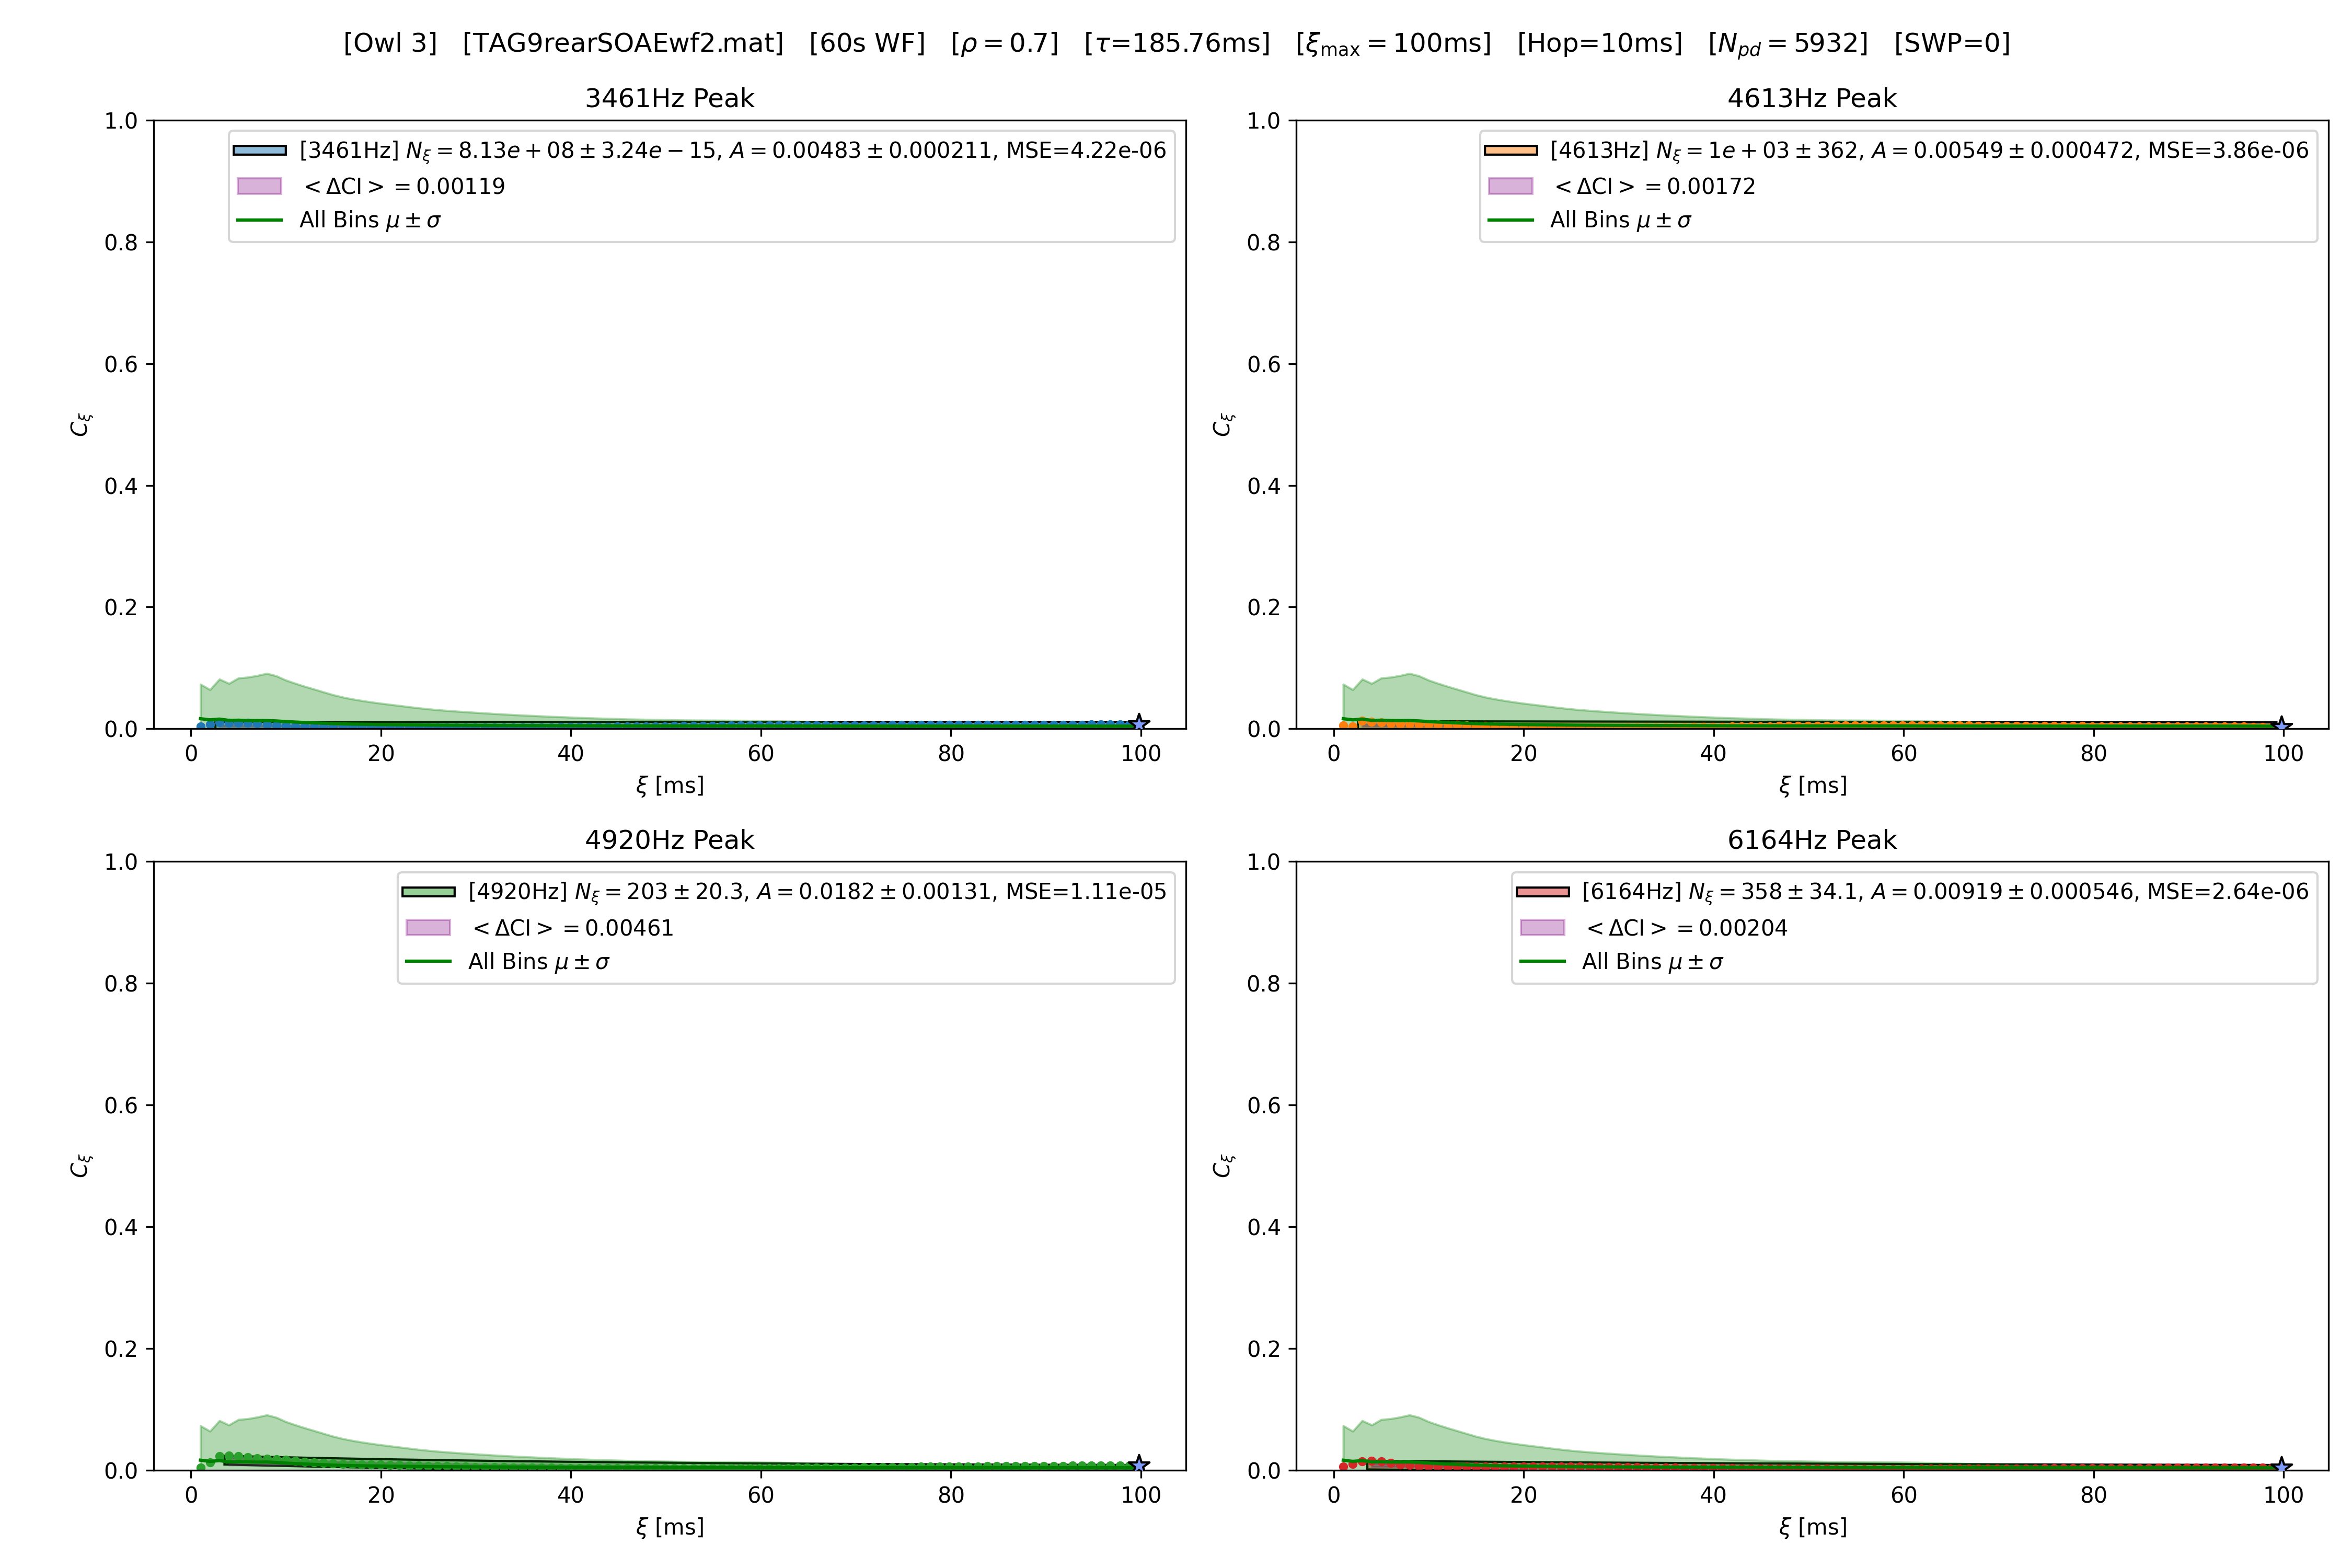 [Owl 3] [TAG9rearSOAEwf2.mat] [60s WF] [ρ = 0.7] [τ=185.76ms] [ξmax = 100ms] [Hop=10ms] [Npd = 5932] [SWP=0]
3461Hz Peak
[3461Hz] Nξ = 8.13e + 08 ± 3.24e − 15, A = 0.00483 ± 0.000211, MSE=4.22e-06
< ΔCI > = 0.00119
All Bins μ ± σ
1.0
0.8
0.6
0.4
0.2
0.0
Cξ
0 20 40 60 80 100
ξ [ms]
4613Hz Peak
[4613Hz] Nξ = 1e + 03 ± 362, A = 0.00549 ± 0.000472, MSE=3.86e-06
< ΔCI > = 0.00172
All Bins μ ± σ
1.0
0.8
0.6
0.4
0.2
0.0
Cξ
0 20 40 60 80 100
ξ [ms]
4920Hz Peak
[4920Hz] Nξ = 203 ± 20.3, A = 0.0182 ± 0.00131, MSE=1.11e-05
< ΔCI > = 0.00461
All Bins μ ± σ
1.0
0.8
0.6
0.4
0.2
0.0
Cξ
0 20 40 60 80 100
ξ [ms]
6164Hz Peak
[6164Hz] Nξ = 358 ± 34.1, A = 0.00919 ± 0.000546, MSE=2.64e-06
< ΔCI > = 0.00204
All Bins μ ± σ
1.0
0.8
0.6
0.4
0.2
0.0
Cξ
0 20 40 60 80 100
ξ [ms]